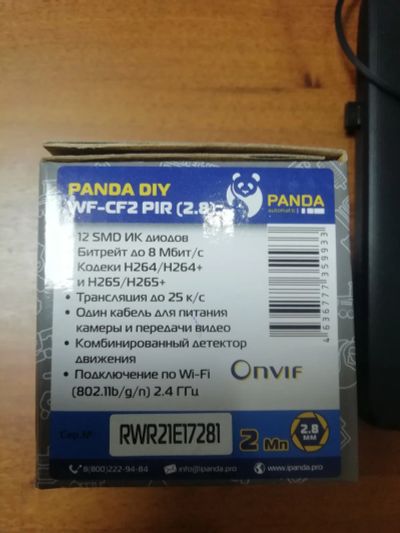 PANDA DIY
WF-CF2 PIR (2.8)
PANDA
automatic
12 SMD ИК диодов
Битрейт до 8 Мбит/с
Кодеки H264/H264+
и H265/H265+
• Трансляция до 25 к/с
• Один кабель для питания
камеры и передачи видео
• Комбинированный детектор
движения
• Подключение по Wi-Fi
(802.11b/g/n) 2.4 ГГц
4636777359933
ONVIF
Сер.№
RWR21E17281
2 Мп
2.8
мм
8(800)222-94-84
info@ipanda.pro
www.ipanda.pro